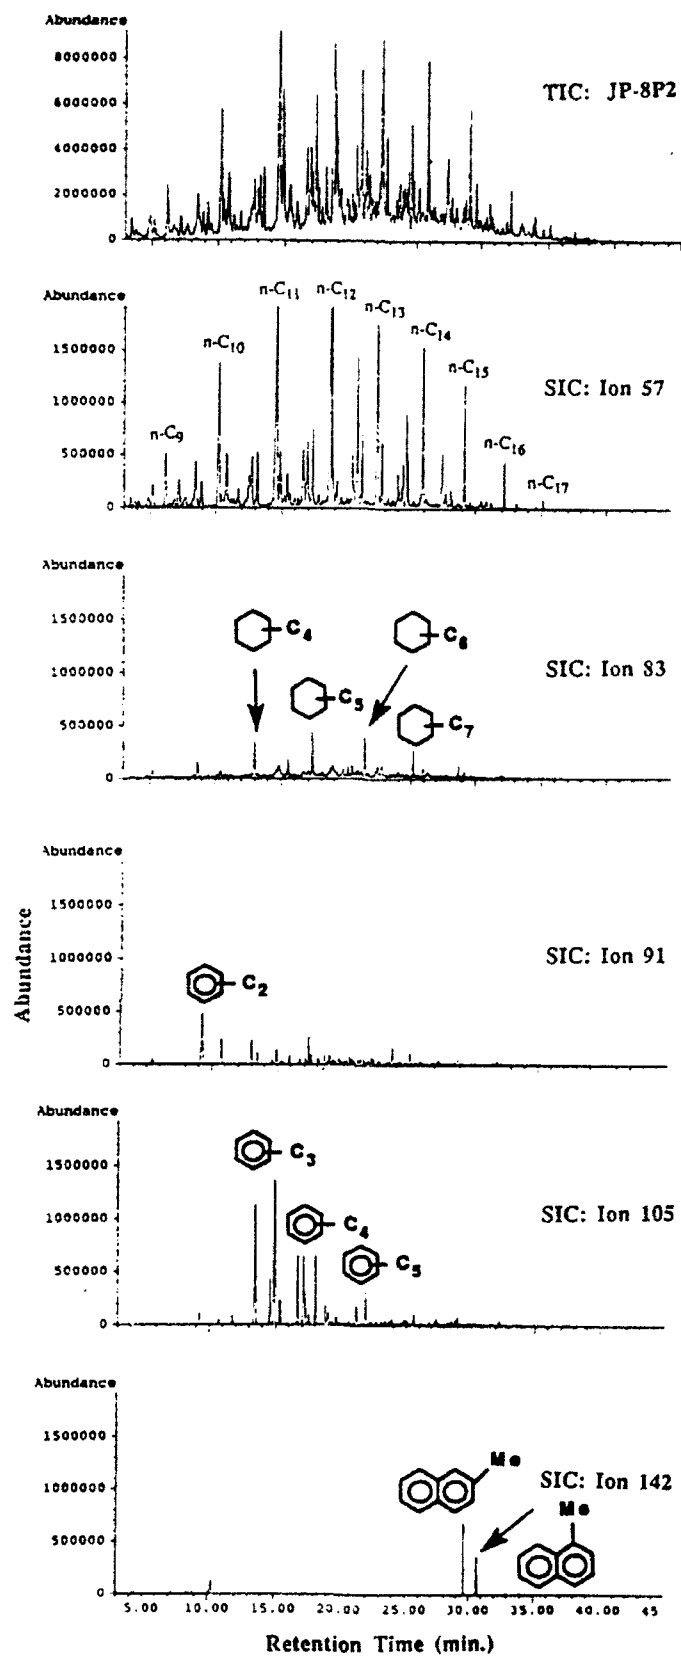 Abundance
8000000
6000000
4000000
2000000
0
TIC: JP-8P2
Abundance
1500000
1000000
500000
0
n-C9
n-C10
n-C11
n-C12
n-C13
n-C14
n-C15
n-C16
n-C17
SIC: Ion 57
Abundance
1500000
1000000
500000
0
C4
C5
C6
C7
SIC: Ion 83
Abundance
1500000
1000000
500000
0
C2
SIC: Ion 91
Abundance
Abundance
1500000
1000000
500000
0
C3
C4
C5
SIC: Ion 105
Abundance
1500000
1000000
500000
0
Me
SIC: Ion 142
Me
5.00 10.00 15.00 20.00 25.00 30.00 35.00 40.00 45
Retention Time (min.)